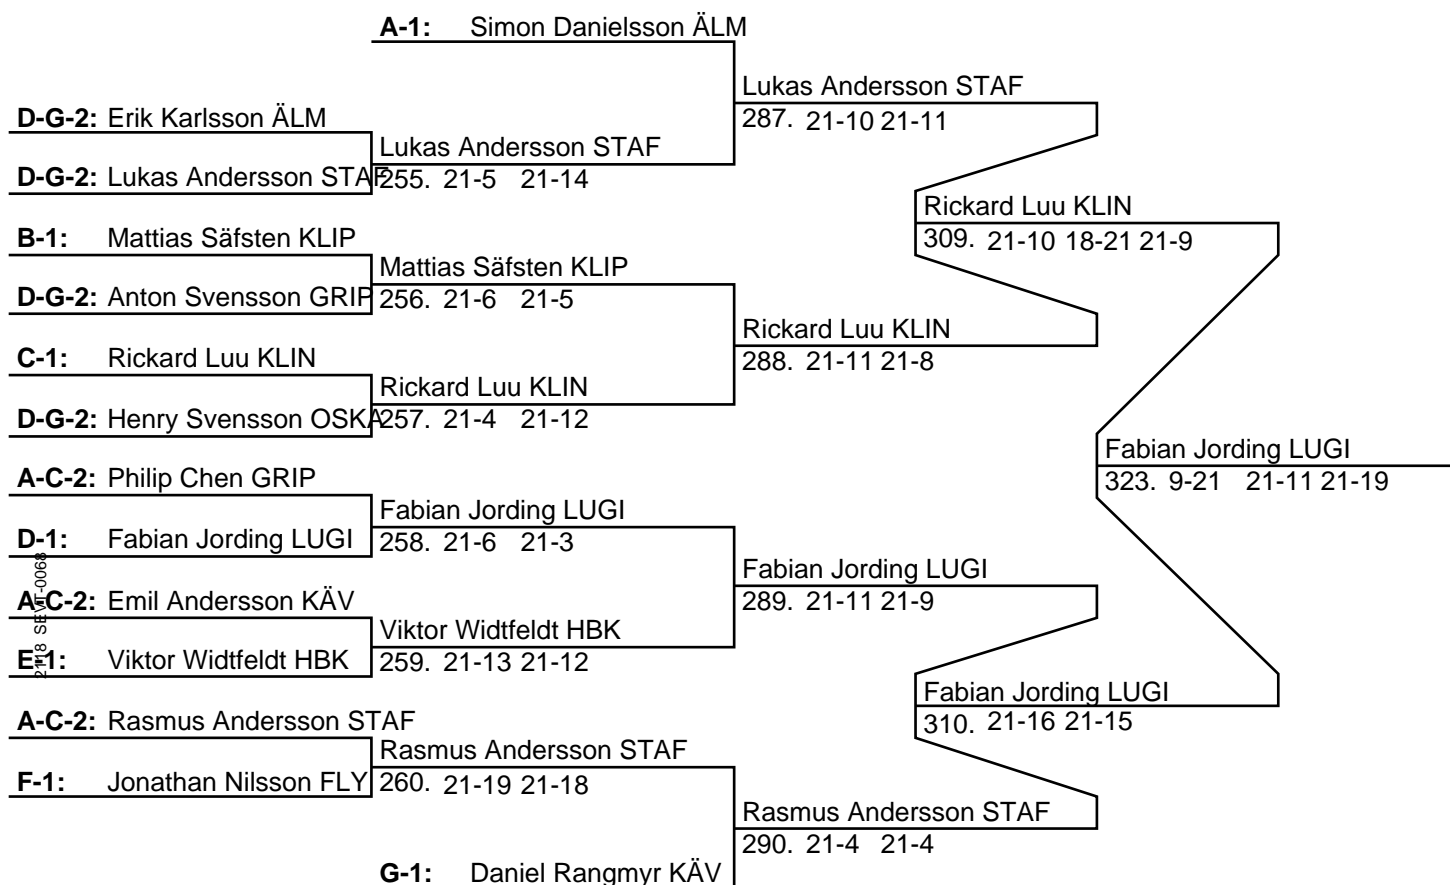 A-1: Simon Danielsson ÄLM
Lukas Andersson STAF
287. 21-10 21-11
D-G-2: Erik Karlsson ÄLM
Lukas Andersson STAF
255. 21-5 21-14
D-G-2: Lukas Andersson STAF
Rickard Luu KLIN
309. 21-10 18-21 21-9
B-1: Mattias Säfsten KLIP
Mattias Säfsten KLIP
256. 21-6 21-5
D-G-2: Anton Svensson GRIP
Rickard Luu KLIN
288. 21-11 21-8
C-1: Rickard Luu KLIN
Rickard Luu KLIN
257. 21-4 21-12
D-G-2: Henry Svensson OSKA
Fabian Jording LUGI
323. 9-21 21-11 21-19
A-C-2: Philip Chen GRIP
Fabian Jording LUGI
258. 21-6 21-3
D-1: Fabian Jording LUGI
Fabian Jording LUGI
289. 21-11 21-9
A-C-2: Emil Andersson KÄV
Viktor Widtfeldt HBK
259. 21-13 21-12
E-1: Viktor Widtfeldt HBK
Fabian Jording LUGI
310. 21-16 21-15
A-C-2: Rasmus Andersson STAF
Rasmus Andersson STAF
260. 21-19 21-18
F-1: Jonathan Nilsson FLY
Rasmus Andersson STAF
290. 21-4 21-4
G-1: Daniel Rangmyr KÄV